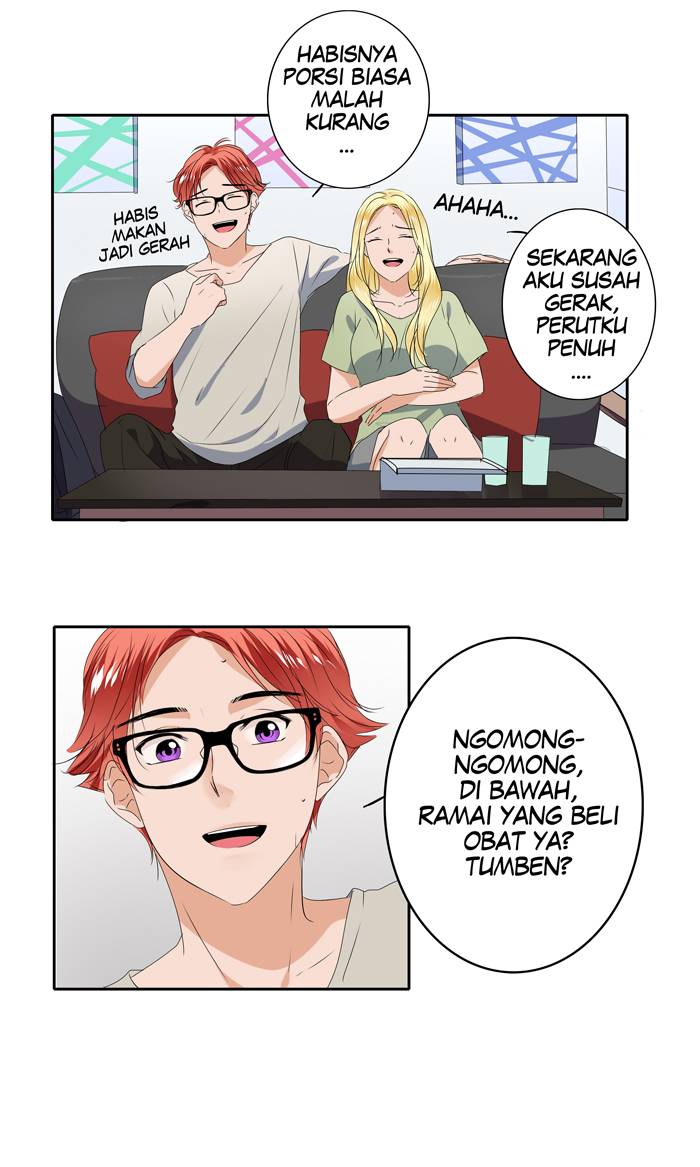 HABISNYA
PORSI BIASA
MALAH
KURANG
...
HABIS
MAKAN
JADI GERAH
AHAHA...
SEKARANG
AKU SUSAH
GERAK,
PERUTKU
PENUH
....
NGOMONG-
NGOMONG,
DI BAWAH,
RAMAI YANG BELI
OBAT YA?
TUMBEN?